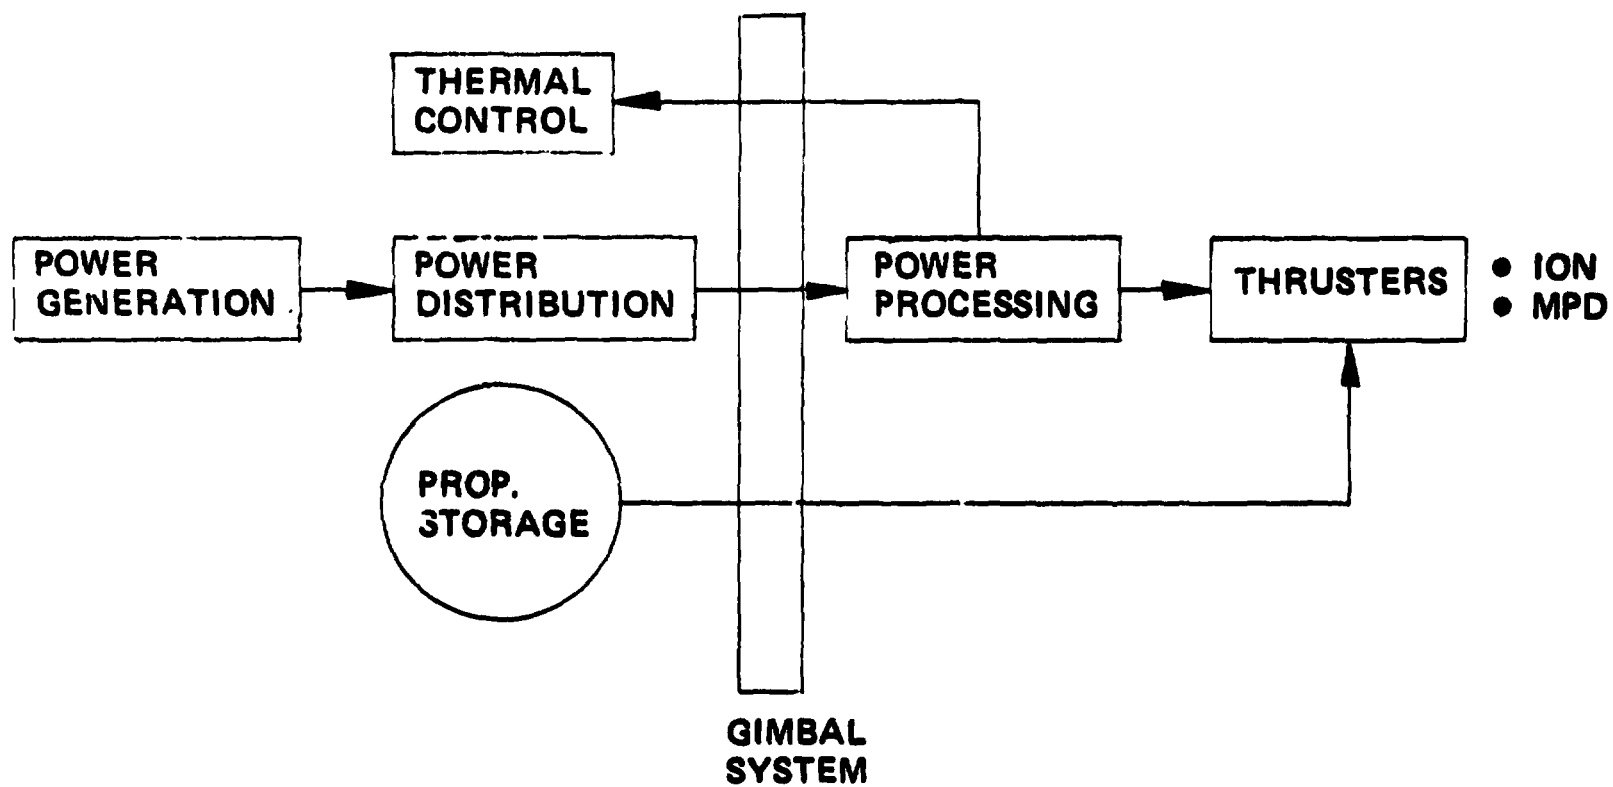 THERMAL
CONTROL
POWER
GENERATION
POWER
DISTRIBUTION
POWER
PROCESSING
THRUSTERS
● ION
● MPD
PROP.
STORAGE
GIMBAL
SYSTEM